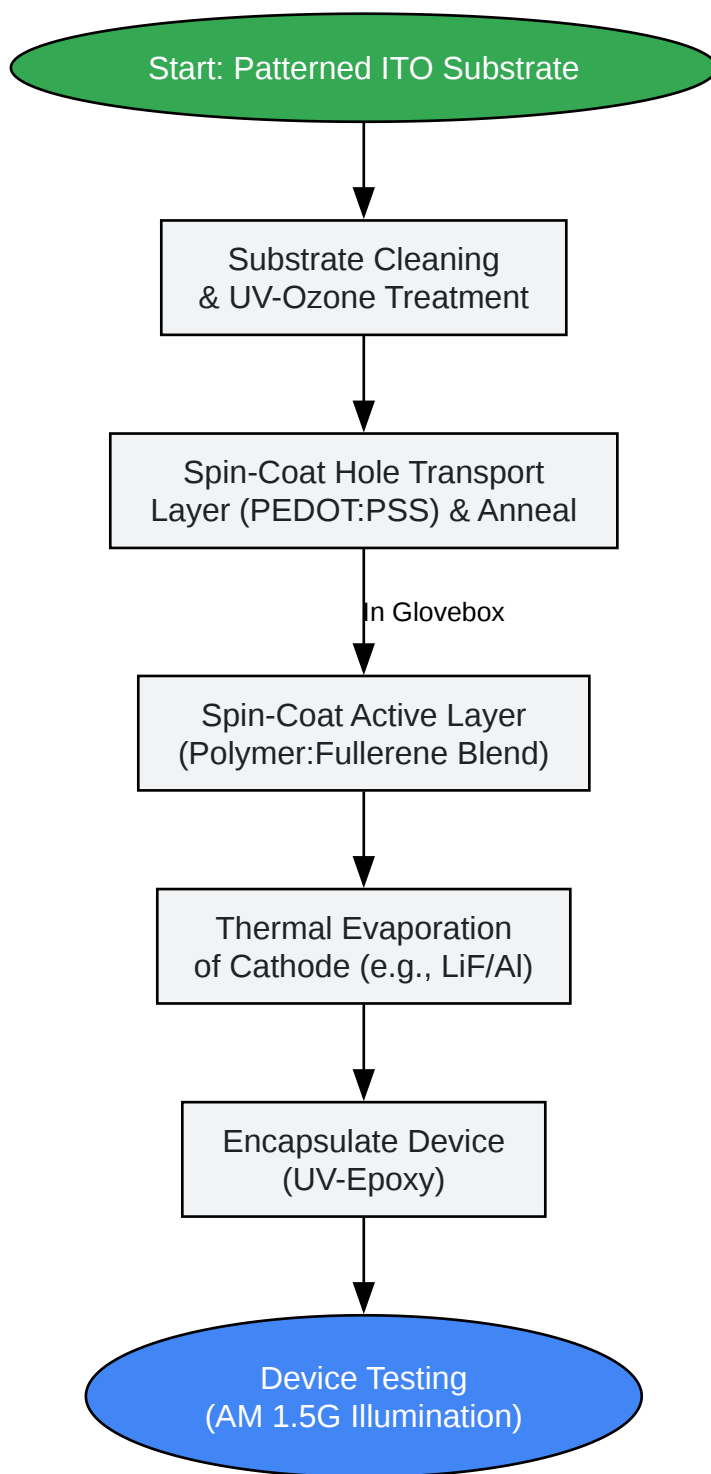 Start: Patterned ITO Substrate
Substrate Cleaning
& UV-Ozone Treatment
Spin-Coat Hole Transport
Layer (PEDOT:PSS) & Anneal
In Glovebox
Spin-Coat Active Layer
(Polymer:Fullerene Blend)
Thermal Evaporation
of Cathode (e.g., LiF/Al)
Encapsulate Device
(UV-Epoxy)
Device Testing
(AM 1.5G Illumination)